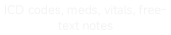 ICD codes, meds, vitals, free-
text notes